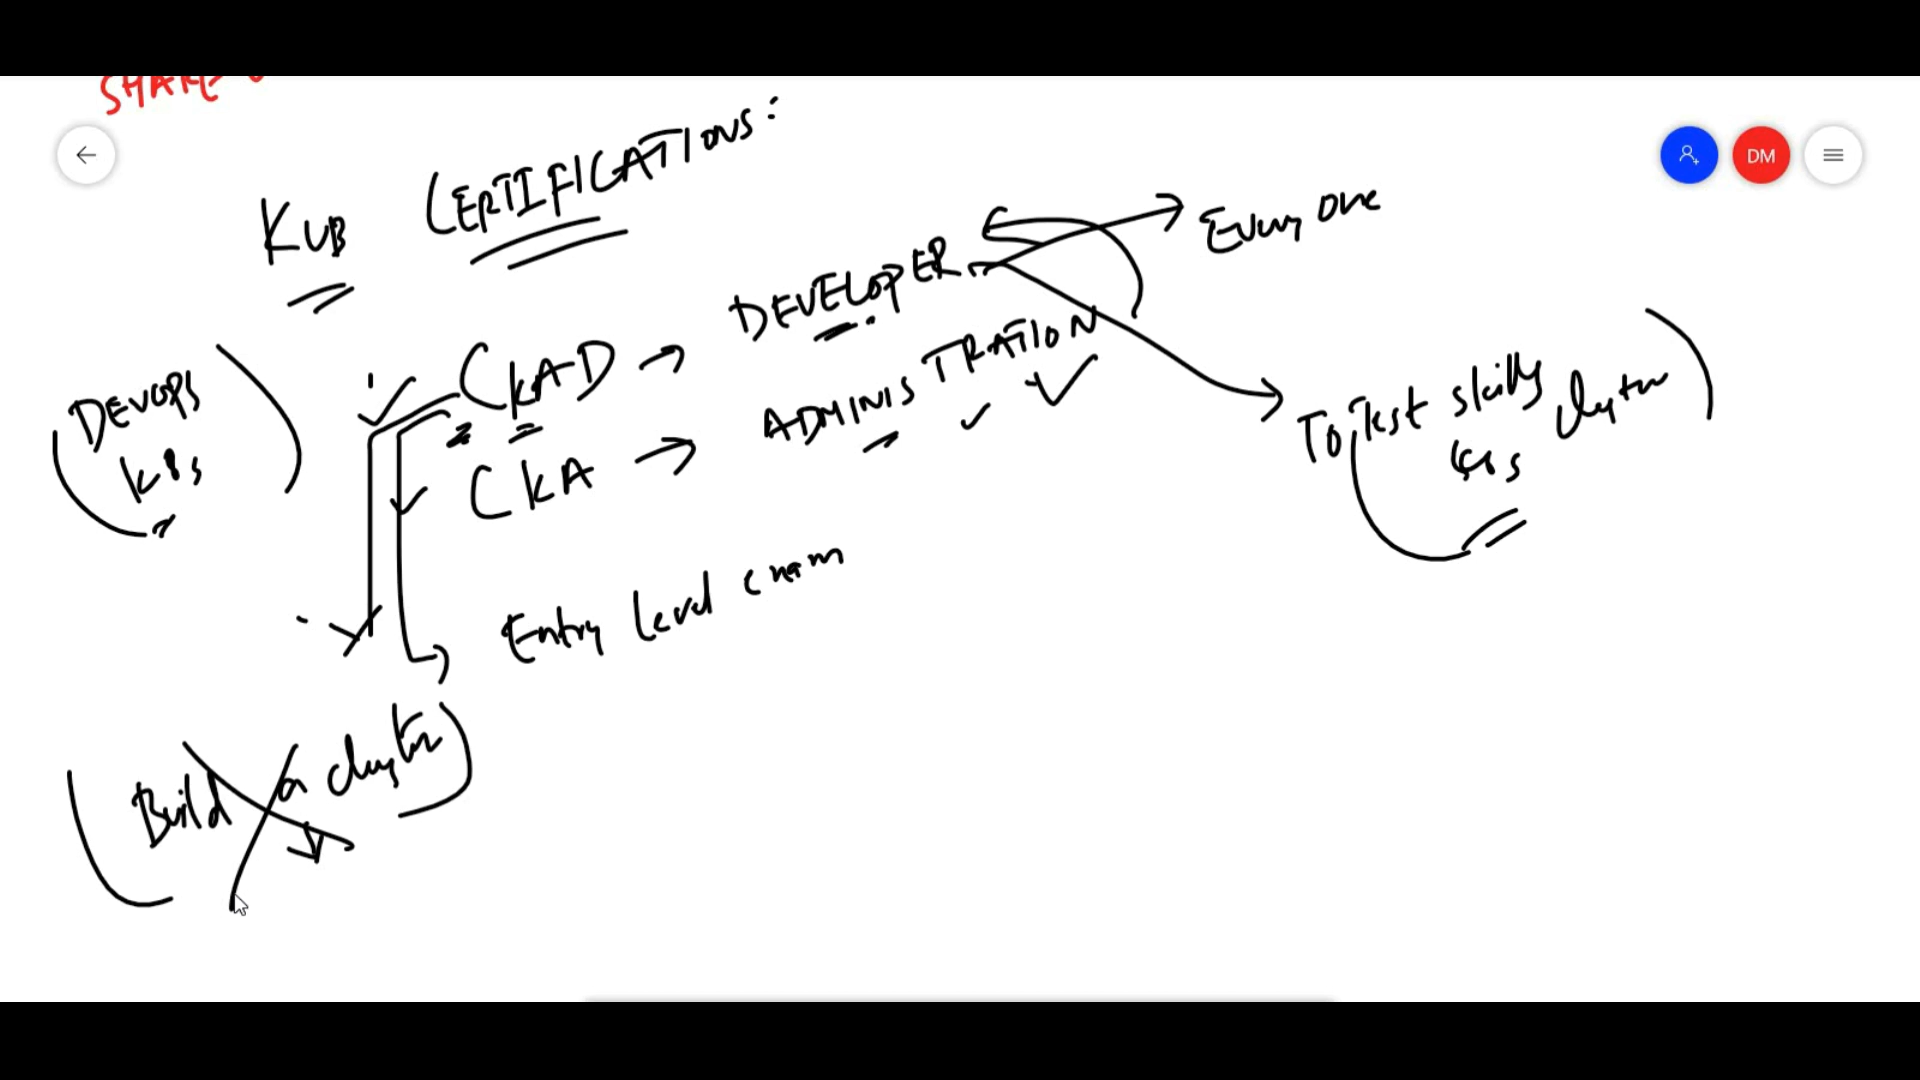 SHARE
KUB CERTIFICATIONS:
DM
Every one
CKAD → DEVELOPER
CKA → ADMINISTRATION
DEVOPS
K8s
To Test skills
K8s cluster
Entry level exam
Build a cluster